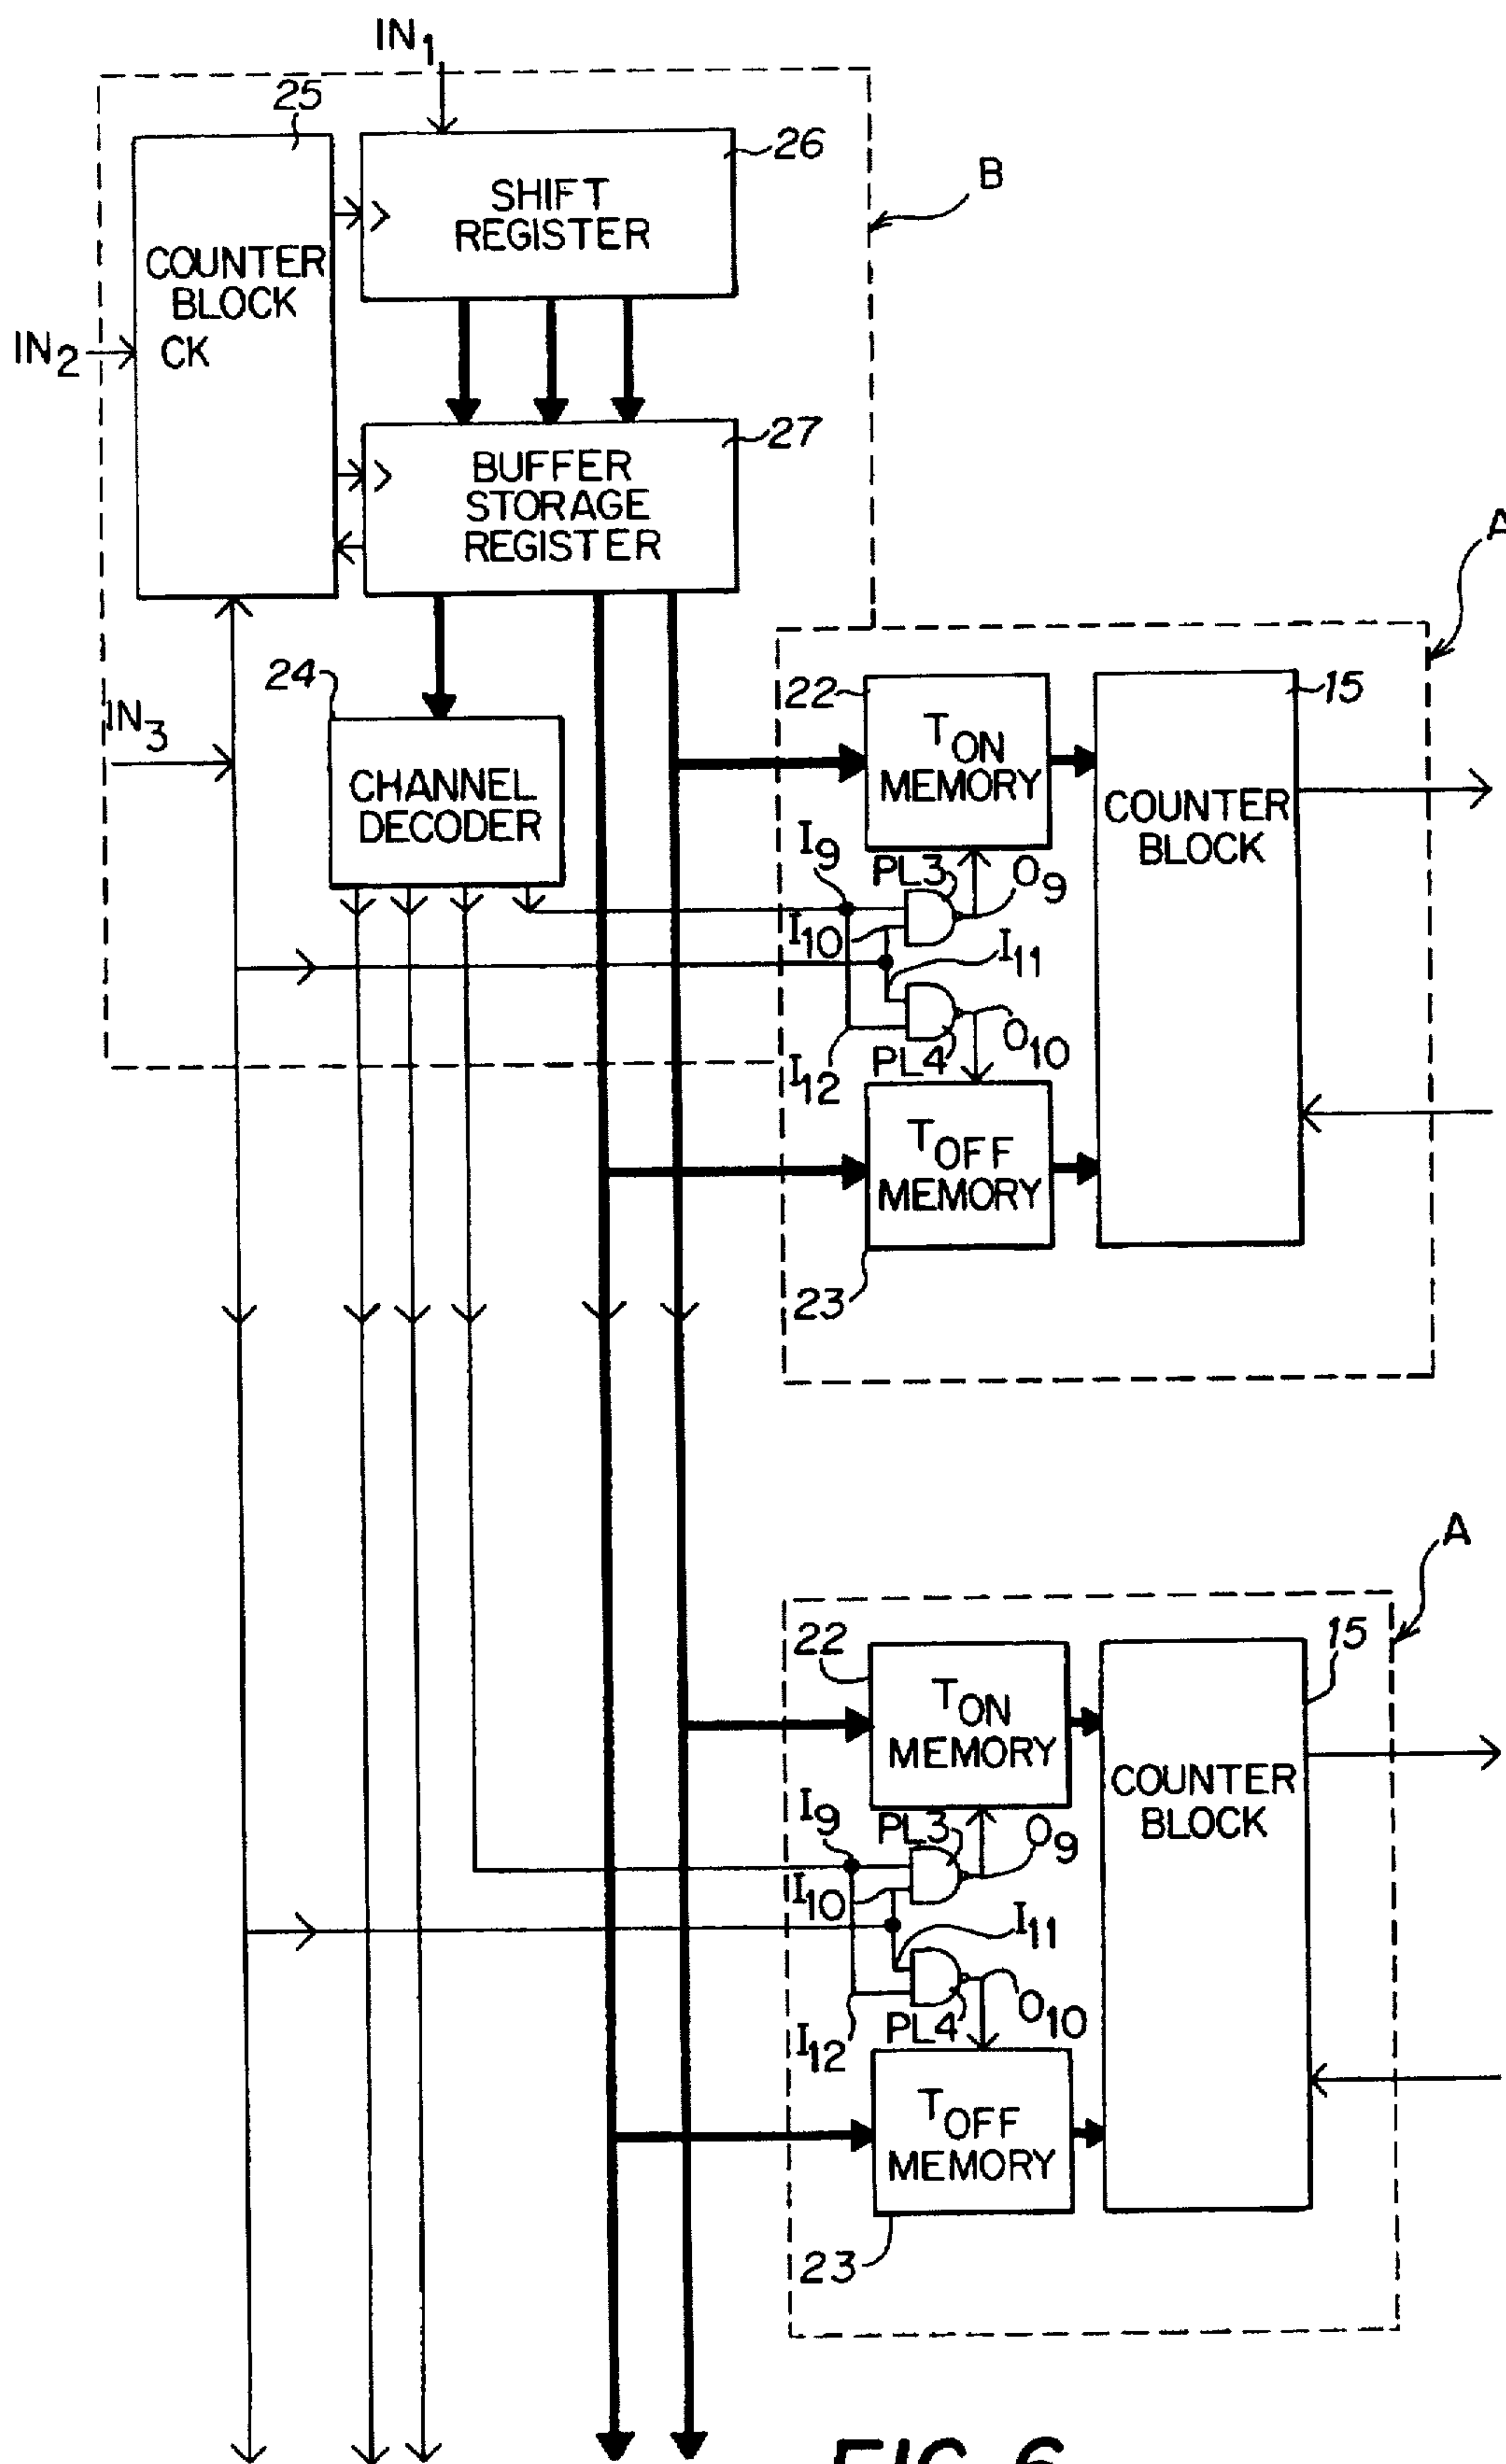 IN1
25
26
SHIFT
REGISTER
B
COUNTER
BLOCK
CK
IN2
27
BUFFER
STORAGE
REGISTER
A
24
IN3
CHANNEL
DECODER
22
TON
MEMORY
15
COUNTER
BLOCK
I9
PL3
O9
I10
I11
PL4
O10
I12
TOFF
MEMORY
23
A
22
TON
MEMORY
15
COUNTER
BLOCK
I9
PL3
O9
I10
I11
PL4
O10
I12
TOFF
MEMORY
23
FIG. 6